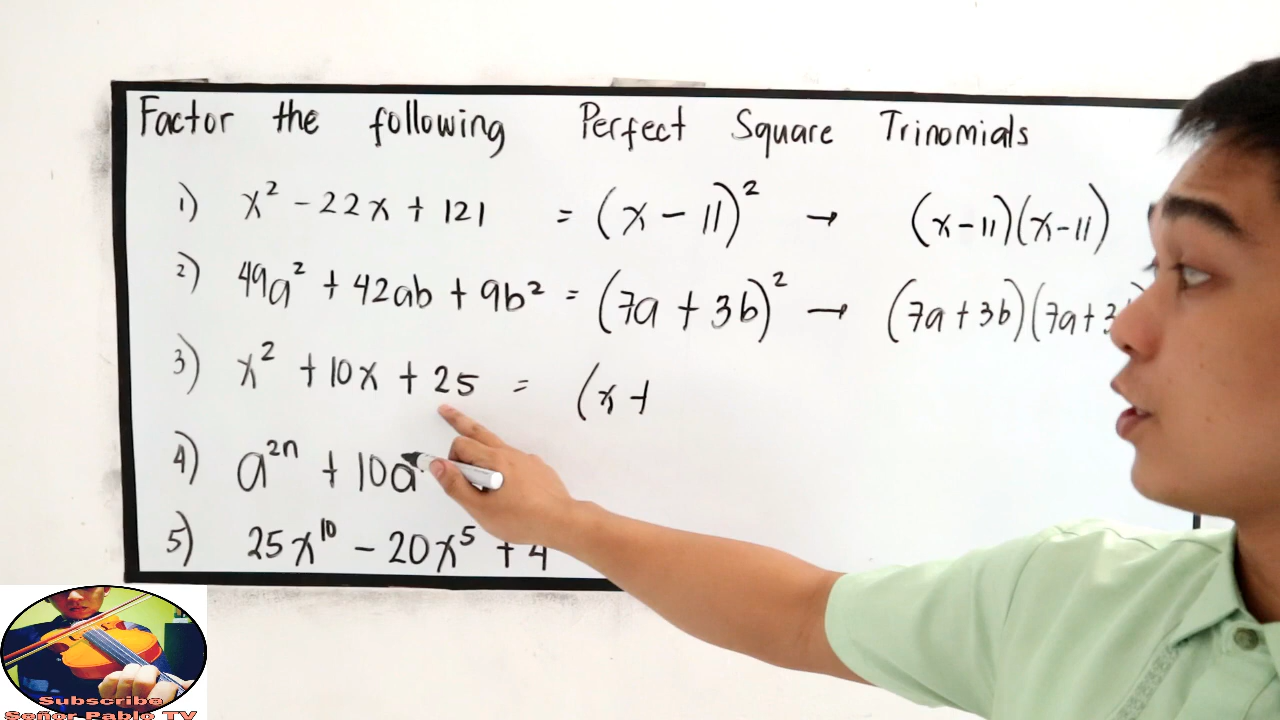 Factor the following Perfect Square Trinomials
1) x² - 22x + 121 = (x - 11)² → (x-11)(x-11)
2) 49a² + 42ab + 9b² = (7a + 3b)² → (7a + 3b)(7a + 3
3) x² + 10x + 25 = (x +
4) a²ⁿ + 10a
5) 25x¹⁰ - 20x⁵ + 4
Subscribe
Señor Pablo TV